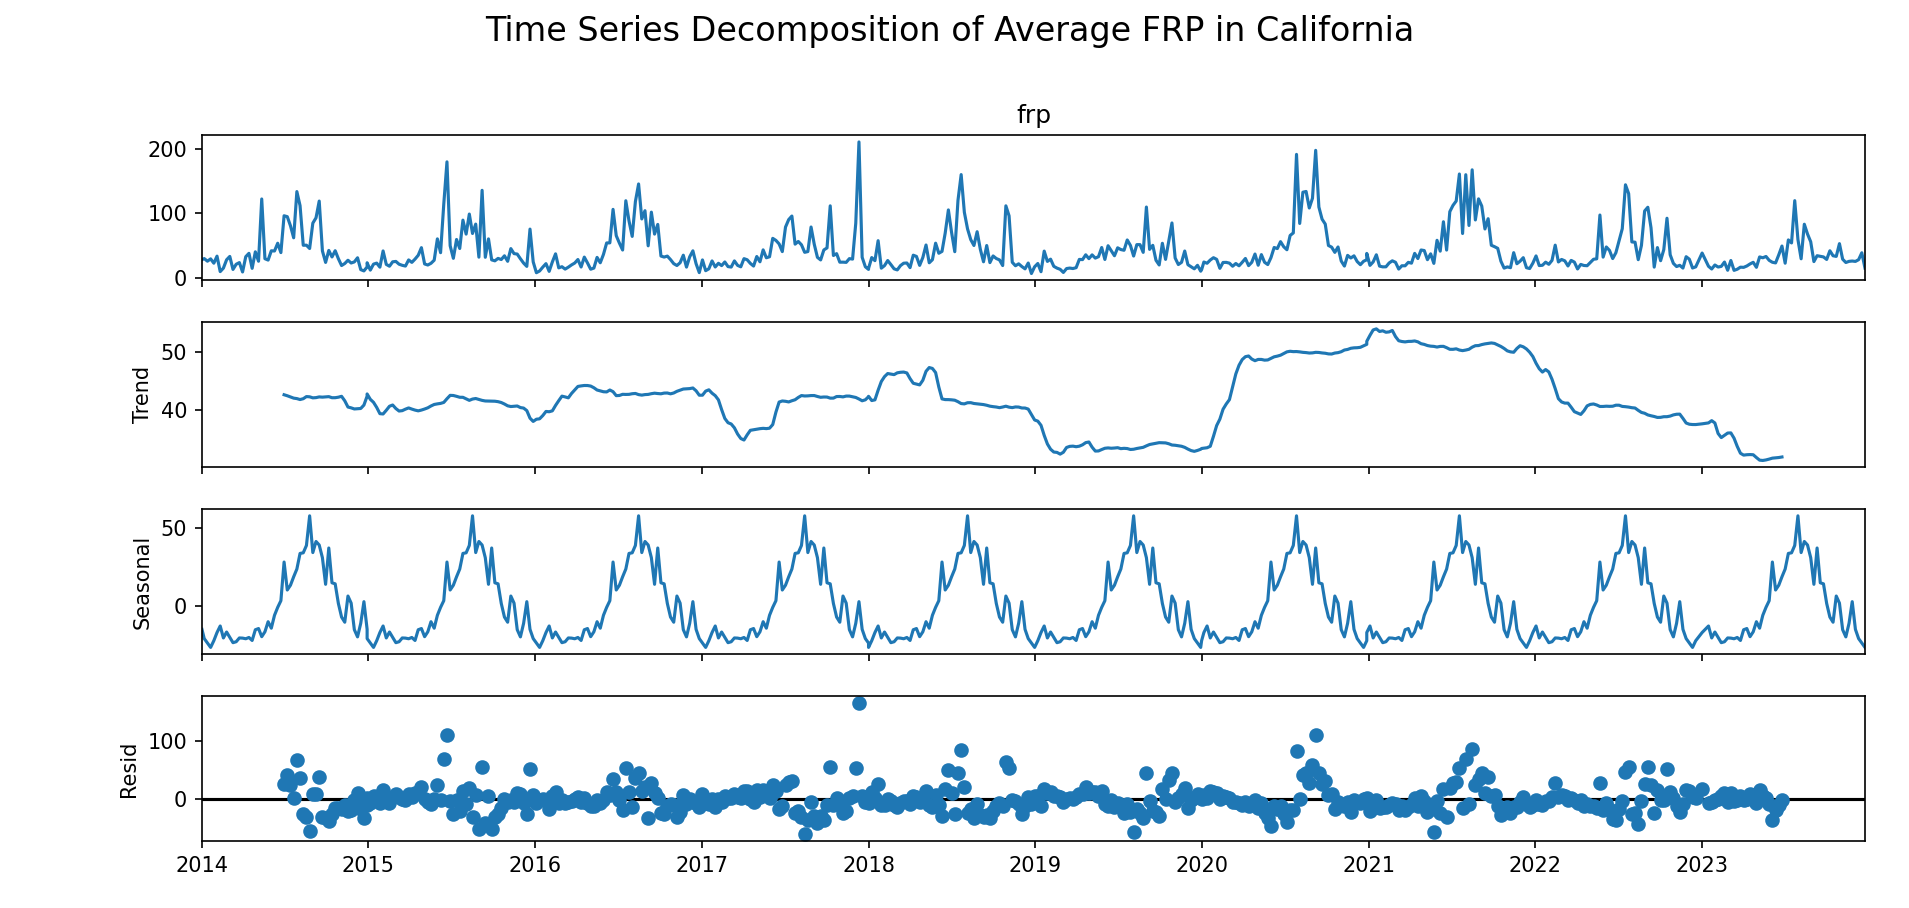 Time Series Decomposition of Average FRP in California
frp
200
100
0
Trend
50
40
Seasonal
50
0
Resid
100
0
2014 2015 2016 2017 2018 2019 2020 2021 2022 2023